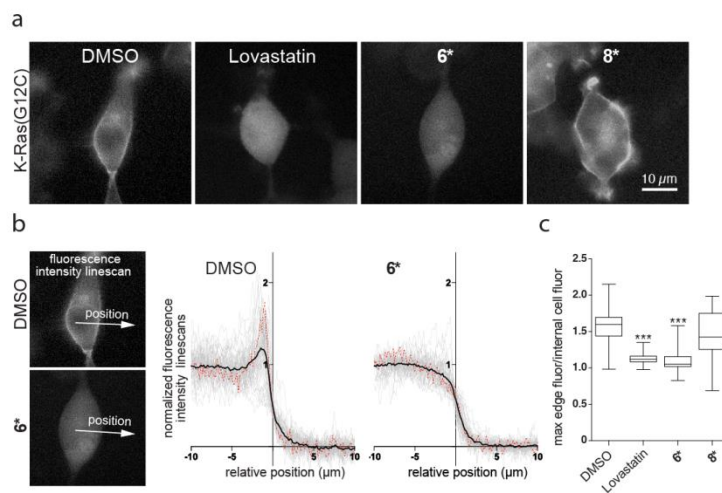 a
DMSO
Lovastatin
6*
8*
K-Ras(G12C)
10 µm
b
DMSO
fluorescence
intensity linescan
position
6*
position
DMSO
6*
normalized fluorescence
intensity linescans
2
1
-10
-5
0
5
10
relative position (µm)
2
1
-10
-5
0
5
10
relative position (µm)
c
max edge fluor/internal cell fluor
2.5
2.0
1.5
1.0
0.5
0
***
***
DMSO
Lovastatin
6*
8*